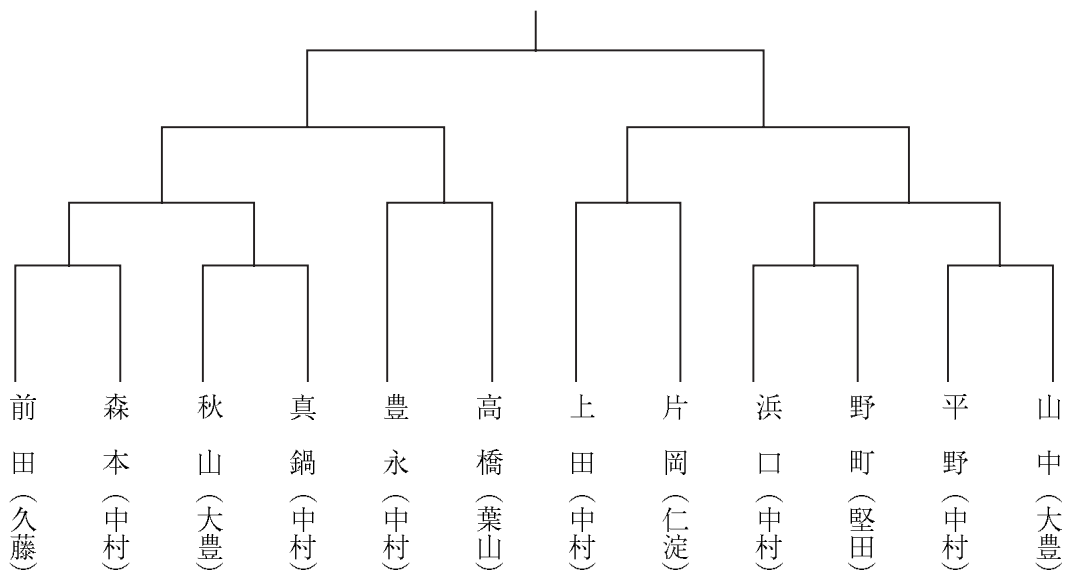 前田(久藤)
森本(中村)
秋山(大豊)
真鍋(中村)
豊永(中村)
高橋(葉山)
上田(中村)
片岡(仁淀)
浜口(中村)
野町(堅田)
平野(中村)
山中(大豊)